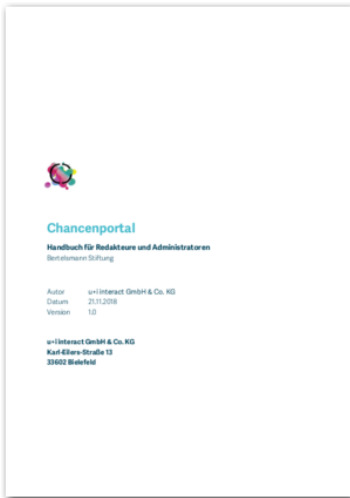 Chancenportal
Handbuch für Redakteure und Administratoren
Bertelsmann Stiftung
Autor u+i interact GmbH & Co. KG
Datum 21.11.2018
Version 1.0
u+i interact GmbH & Co. KG
Karl-Eilers-Straße 13
33602 Bielefeld